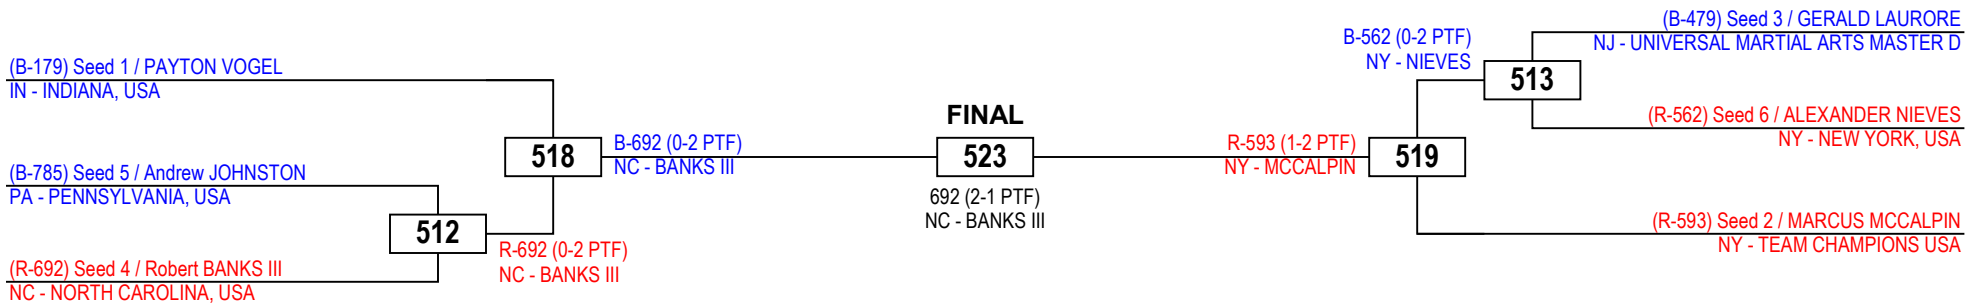 (B-179) Seed 1 / PAYTON VOGEL
IN - INDIANA, USA
(B-785) Seed 5 / Andrew JOHNSTON
PA - PENNSYLVANIA, USA
(R-692) Seed 4 / Robert BANKS III
NC - NORTH CAROLINA, USA
512
R-692 (0-2 PTF)
NC - BANKS III
518
B-692 (0-2 PTF)
NC - BANKS III
FINAL
523
692 (2-1 PTF)
NC - BANKS III
R-593 (1-2 PTF)
NY - MCCALPIN
519
B-562 (0-2 PTF)
NY - NIEVES
513
(B-479) Seed 3 / GERALD LAURORE
NJ - UNIVERSAL MARTIAL ARTS MASTER D
(R-562) Seed 6 / ALEXANDER NIEVES
NY - NEW YORK, USA
(R-593) Seed 2 / MARCUS MCCALPIN
NY - TEAM CHAMPIONS USA